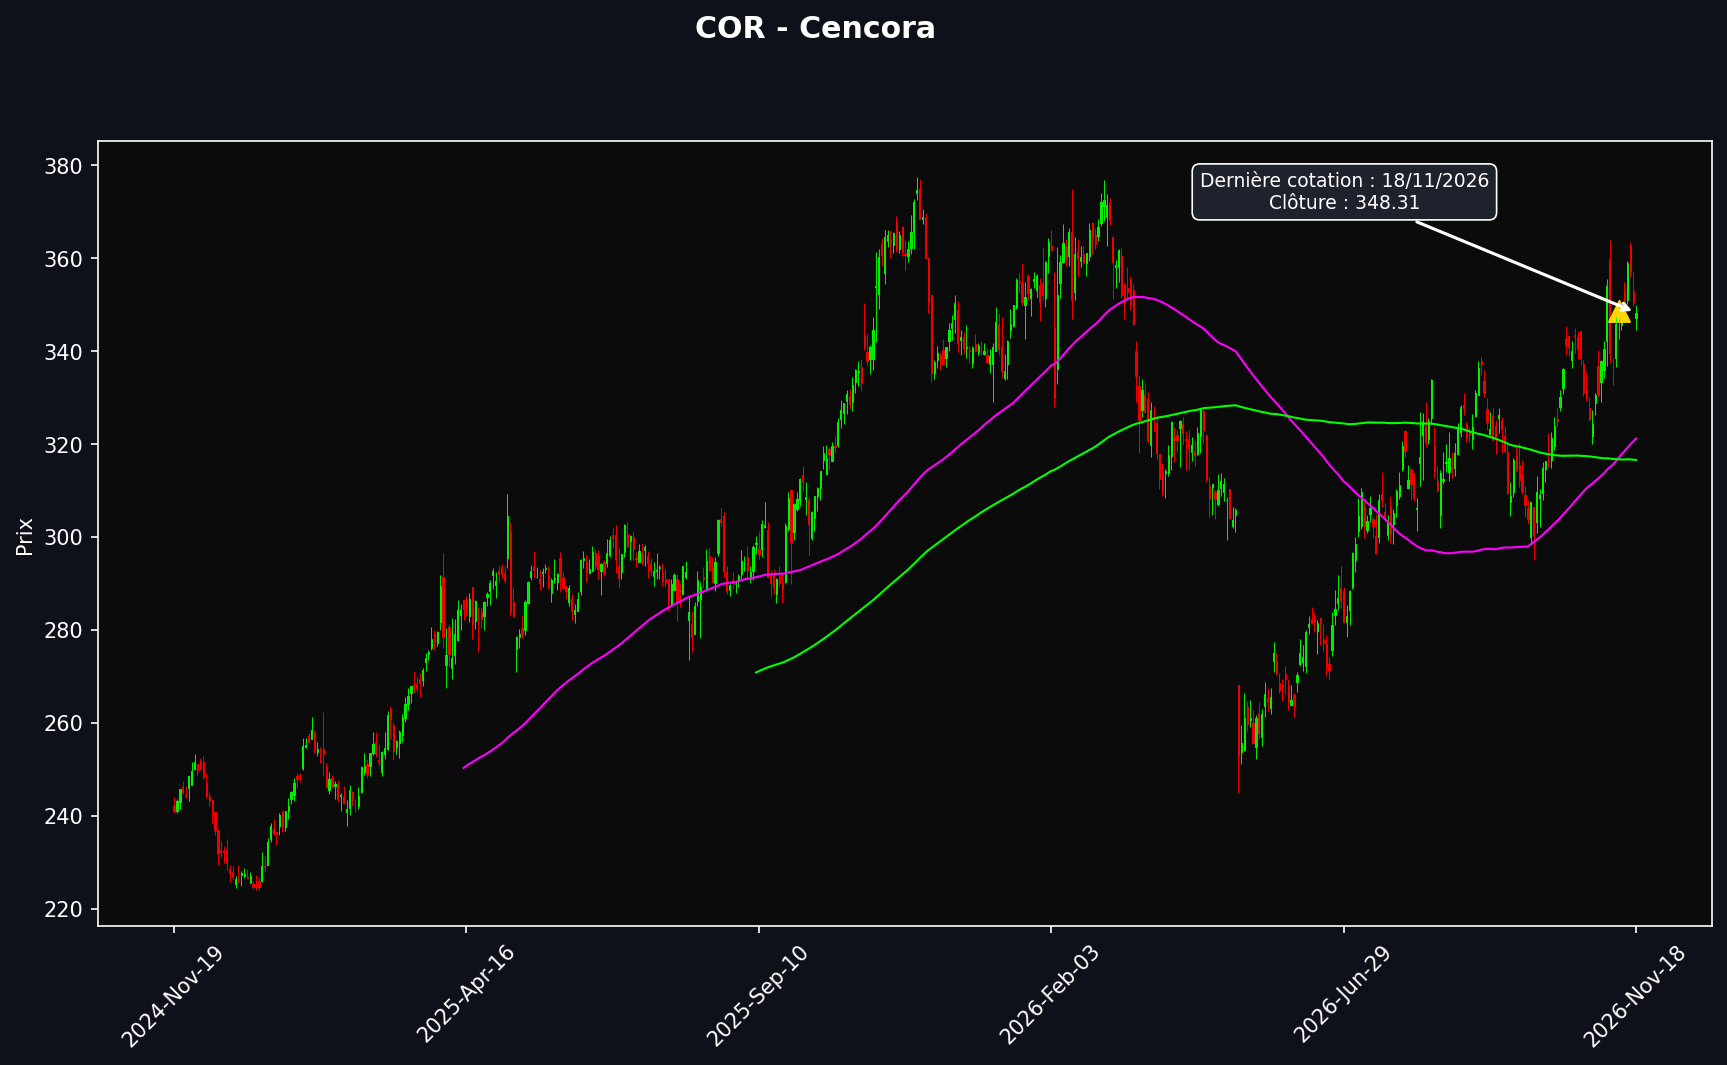 COR - Cencora
Dernière cotation : 18/11/2026
Clôture : 348.31
Prix
380
360
340
320
300
280
260
240
220
2024-Nov-19
2025-Apr-16
2025-Sep-10
2026-Feb-03
2026-Jun-29
2026-Nov-18